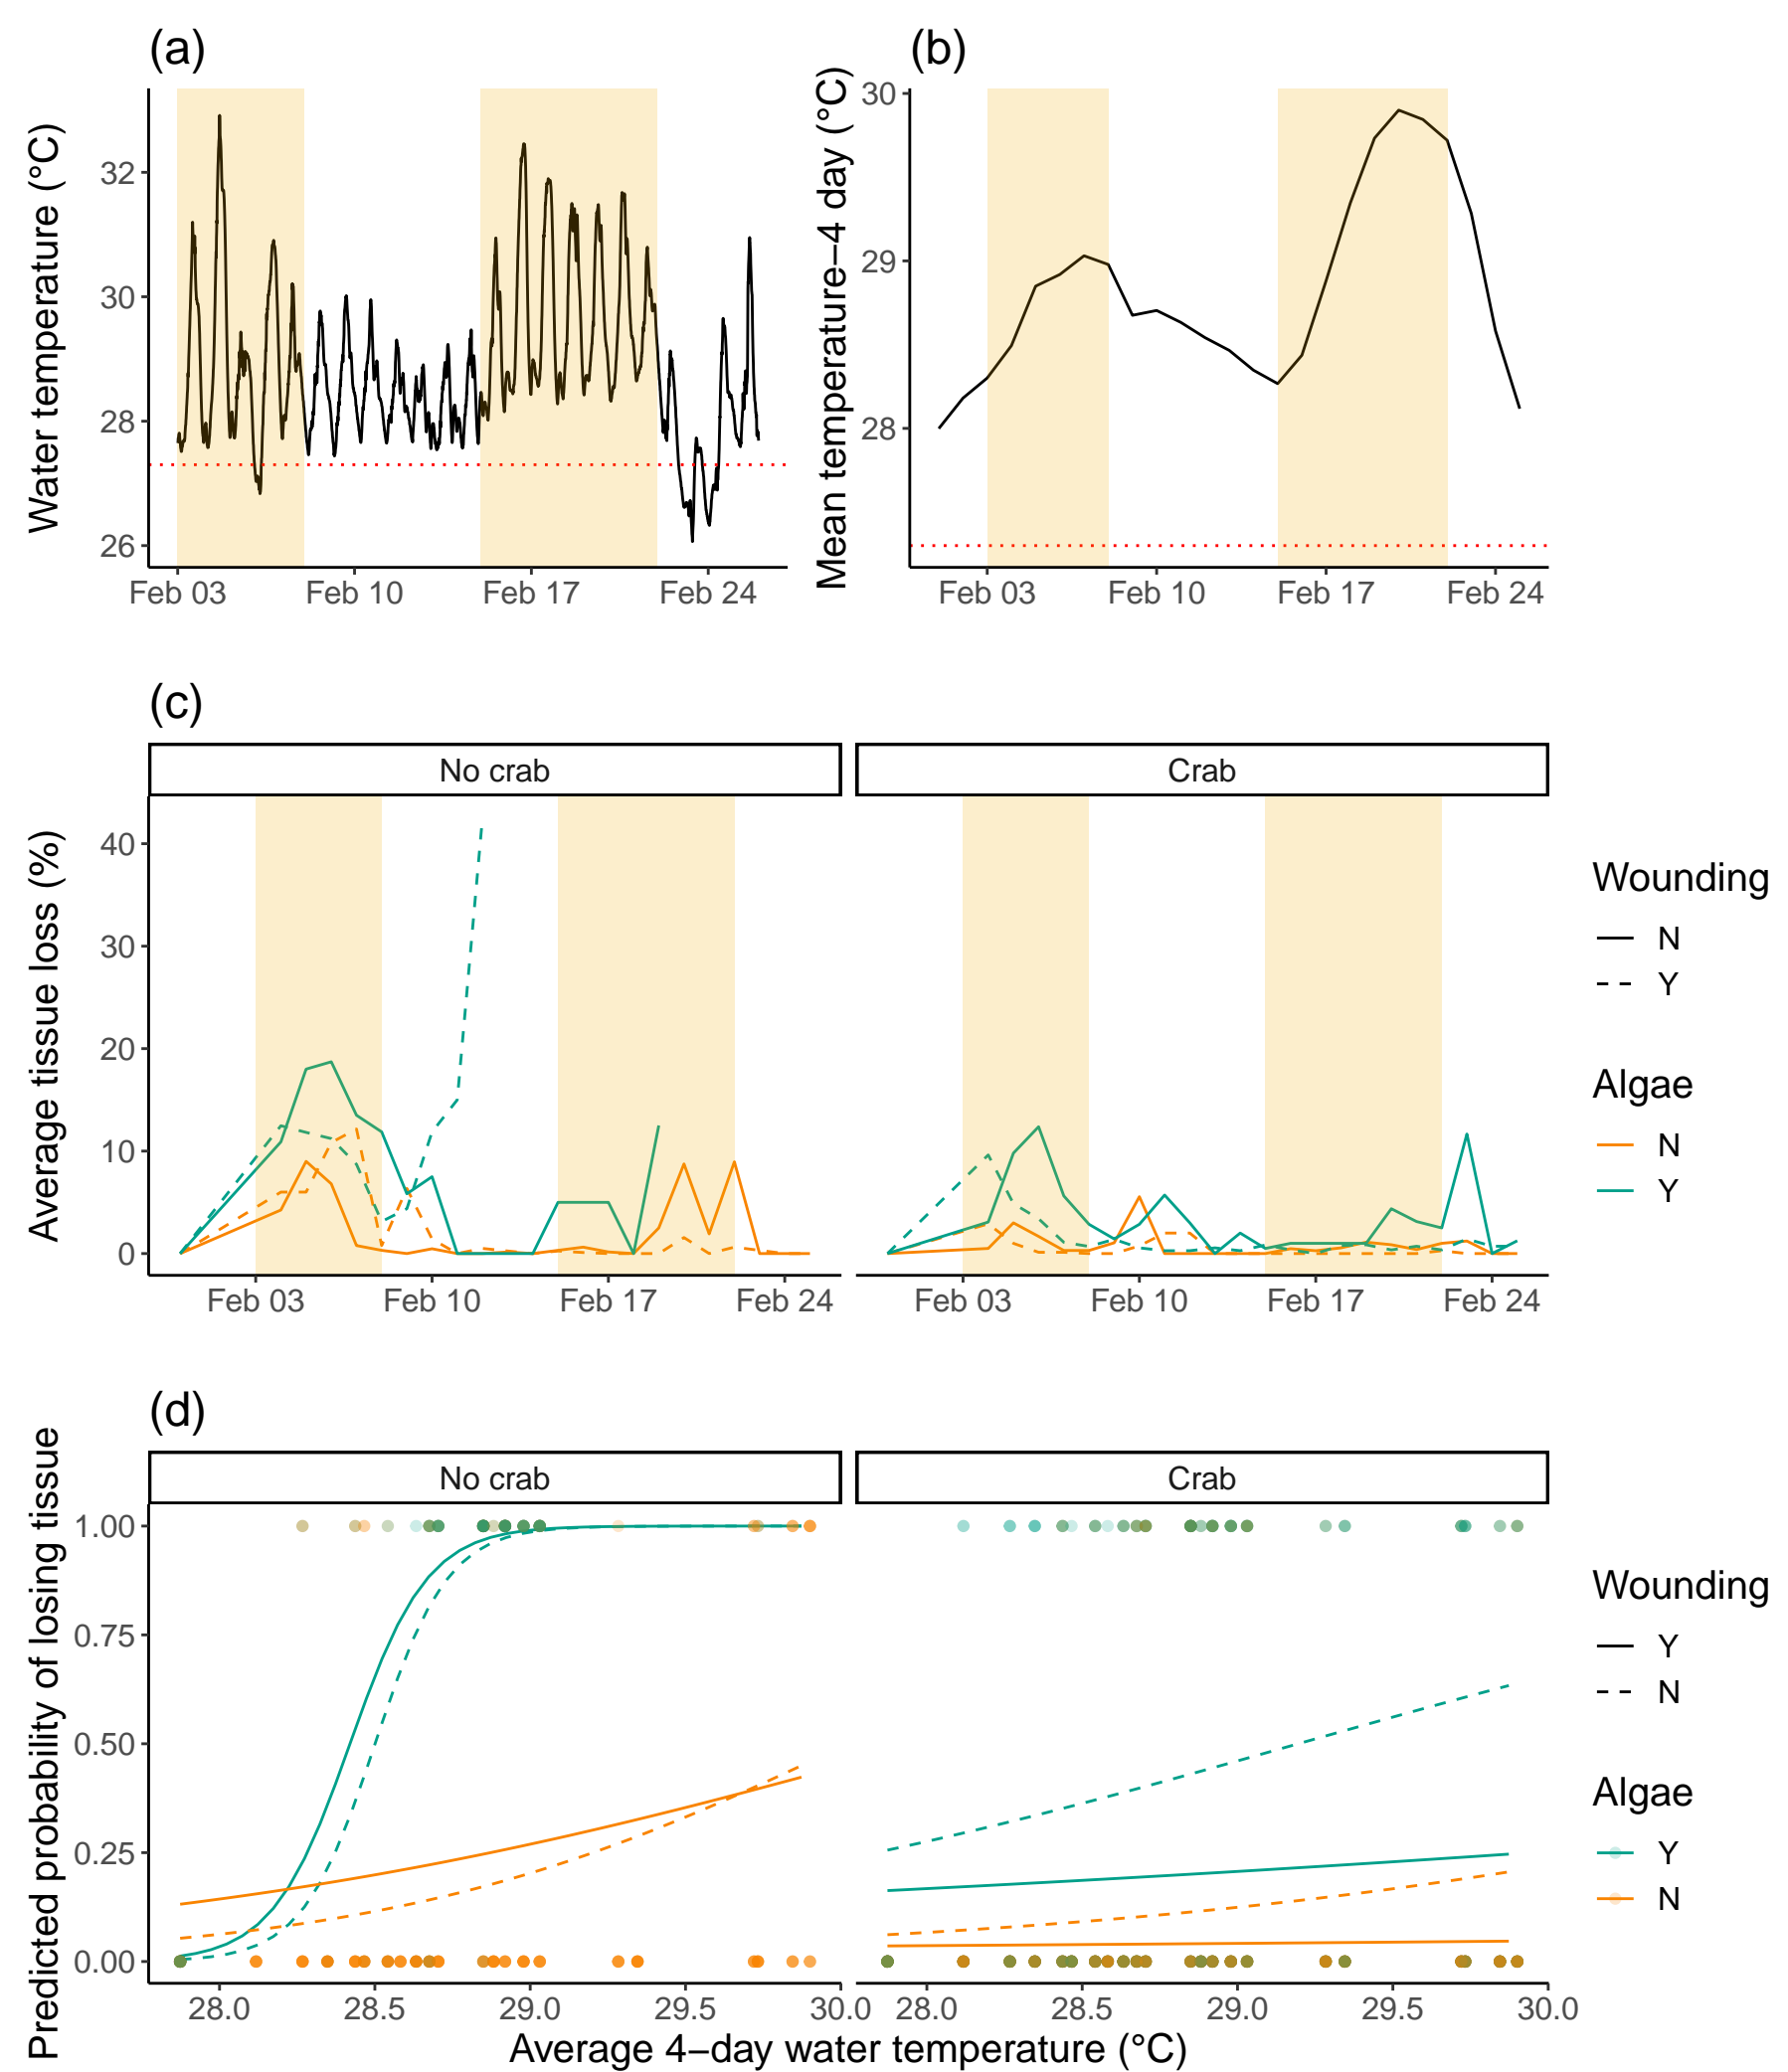 (a)
Water temperature (°C)
32
30
28
26
Feb 03 Feb 10 Feb 17 Feb 24
(b)
Mean temperature−4 day (°C)
30
29
28
Feb 03 Feb 10 Feb 17 Feb 24
(c)
No crab
Crab
Average tissue loss (%)
40
30
20
10
0
Feb 03 Feb 10 Feb 17 Feb 24
Feb 03 Feb 10 Feb 17 Feb 24
Wounding
N
Y
Algae
N
Y
(d)
No crab
Crab
Predicted probability of losing tissue
1.00
0.75
0.50
0.25
0.00
28.0 28.5 29.0 29.5 30.0
28.0 28.5 29.0 29.5 30.0
Average 4−day water temperature (°C)
Wounding
Y
N
Algae
Y
N